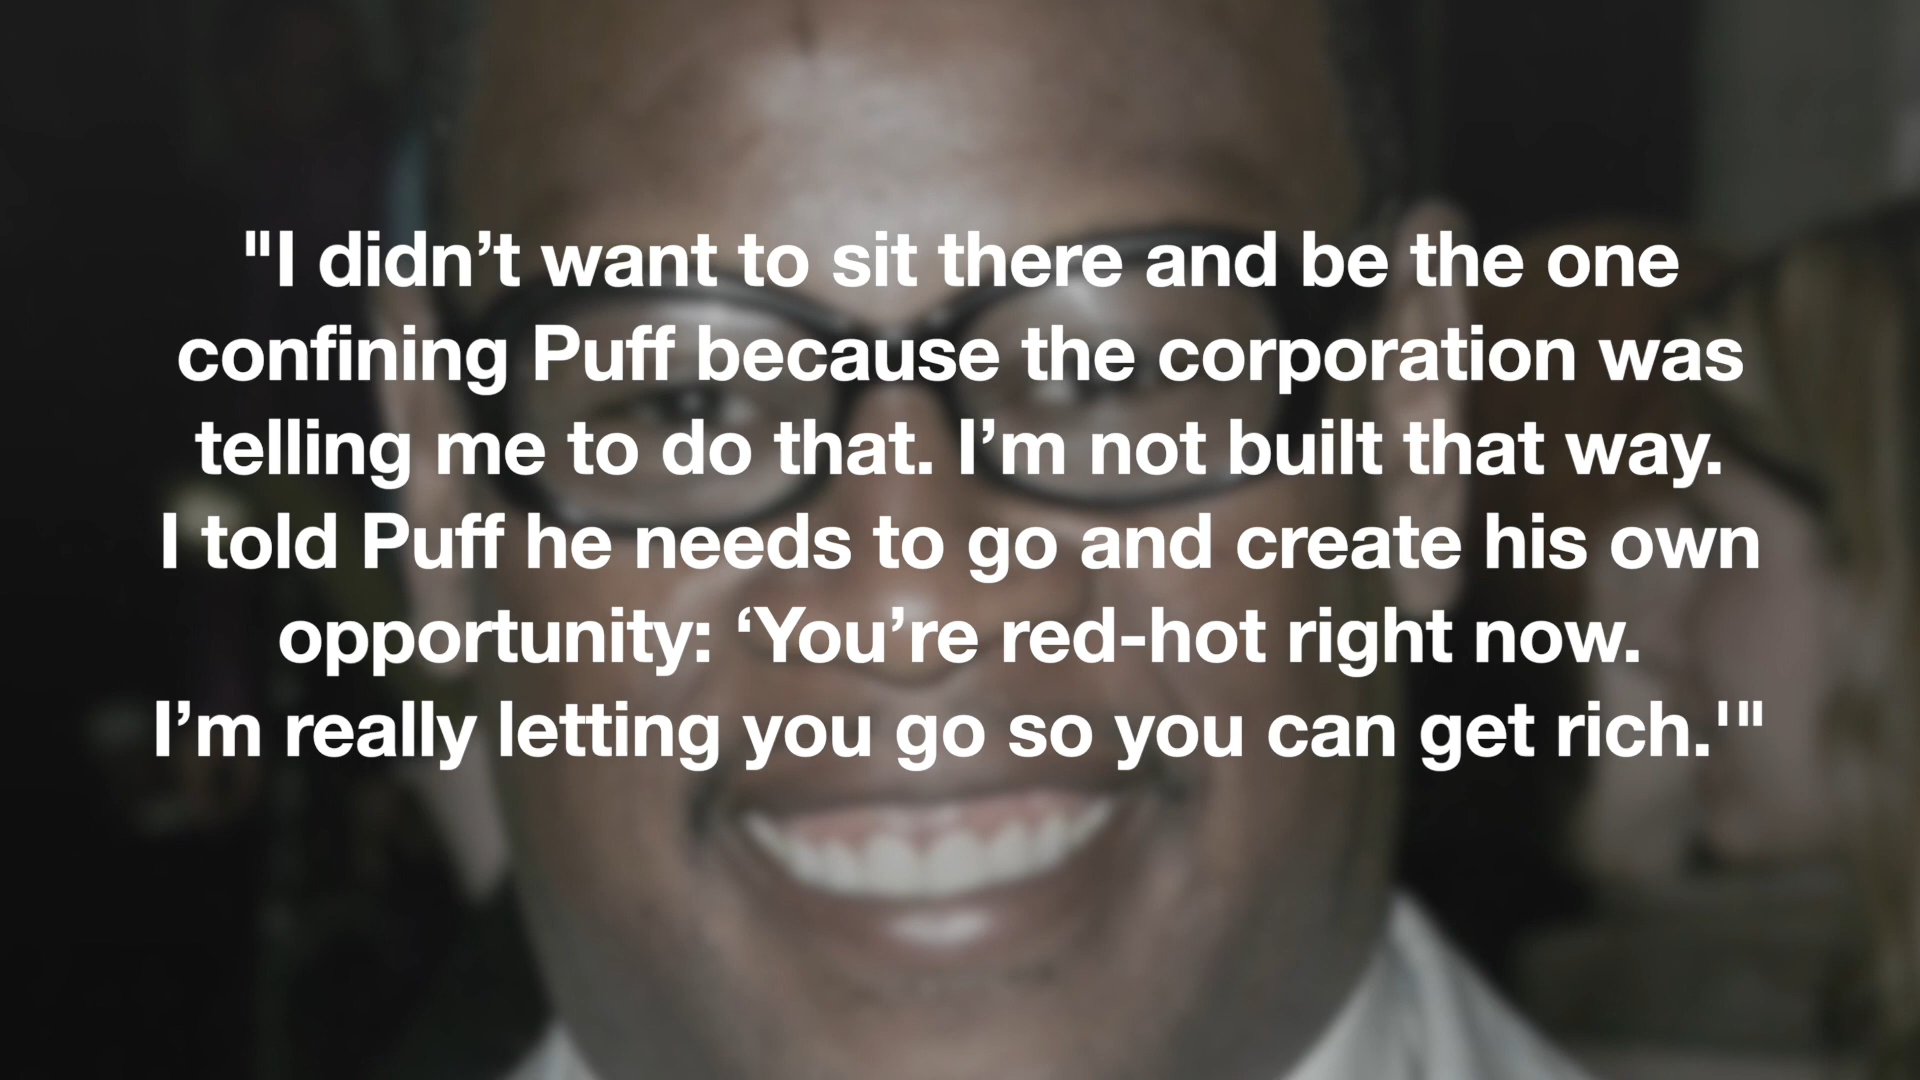 "I didn’t want to sit there and be the one
confining Puff because the corporation was
telling me to do that. I’m not built that way.
I told Puff he needs to go and create his own
opportunity: ‘You’re red-hot right now.
I’m really letting you go so you can get rich.'"